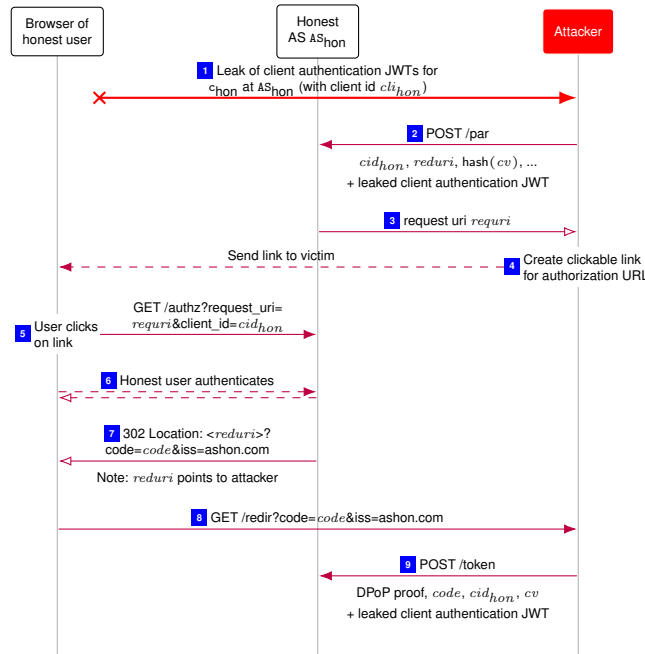 Browser of
honest user
Honest
AS AS_hon
Attacker
1 Leak of client authentication JWTs for
c_hon at AS_hon (with client id cli_hon)
2 POST /par
cid_hon, reduri, hash(cv), ...
+ leaked client authentication JWT
3 request uri requri
Send link to victim
4 Create clickable link
for authorization URL
GET /authz?request_uri=
requri&client_id=cid_hon
5 User clicks
on link
6 Honest user authenticates
7 302 Location: <reduri>?
code=code&iss=ashon.com
Note: reduri points to attacker
8 GET /redir?code=code&iss=ashon.com
9 POST /token
DPoP proof, code, cid_hon, cv
+ leaked client authentication JWT